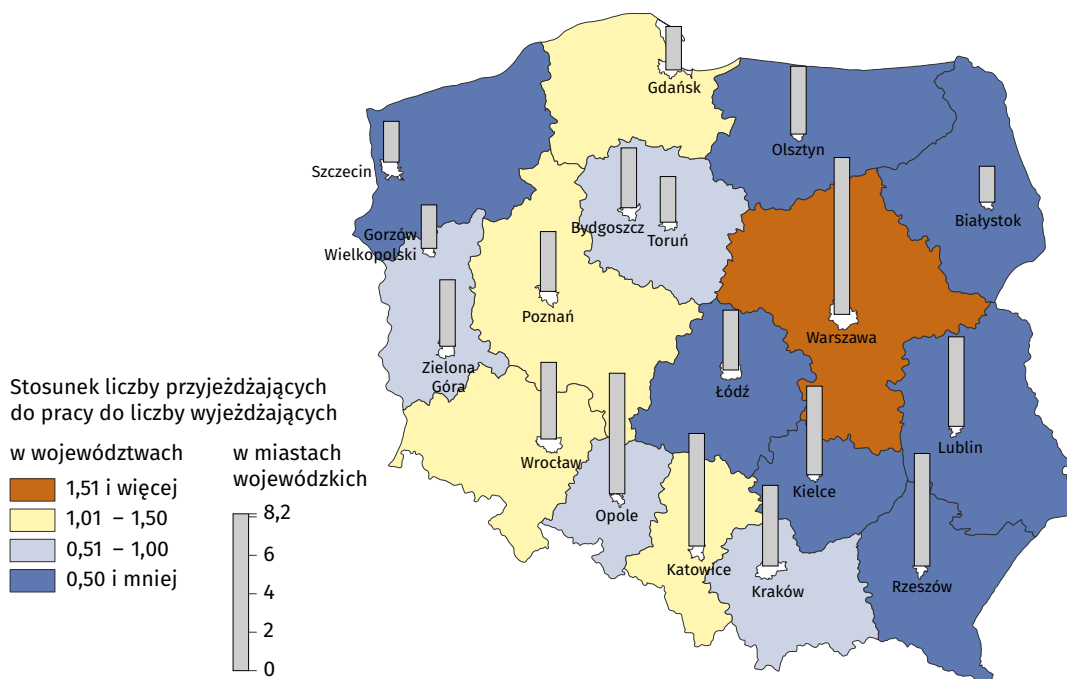 Gdańsk
Olsztyn
Szczecin
Białystok
Bydgoszcz
Toruń
Gorzów
Wielkopolski
Poznań
Warszawa
Zielona
Góra
Łódź
Lublin
Wrocław
Kielce
Opole
Katowice
Kraków
Rzeszów
Stosunek liczby przyjeżdżających
do pracy do liczby wyjeżdżających
w województwach
1,51 i więcej
1,01 – 1,50
0,51 – 1,00
0,50 i mniej
w miastach
wojewódzkich
8,2
6
4
2
0